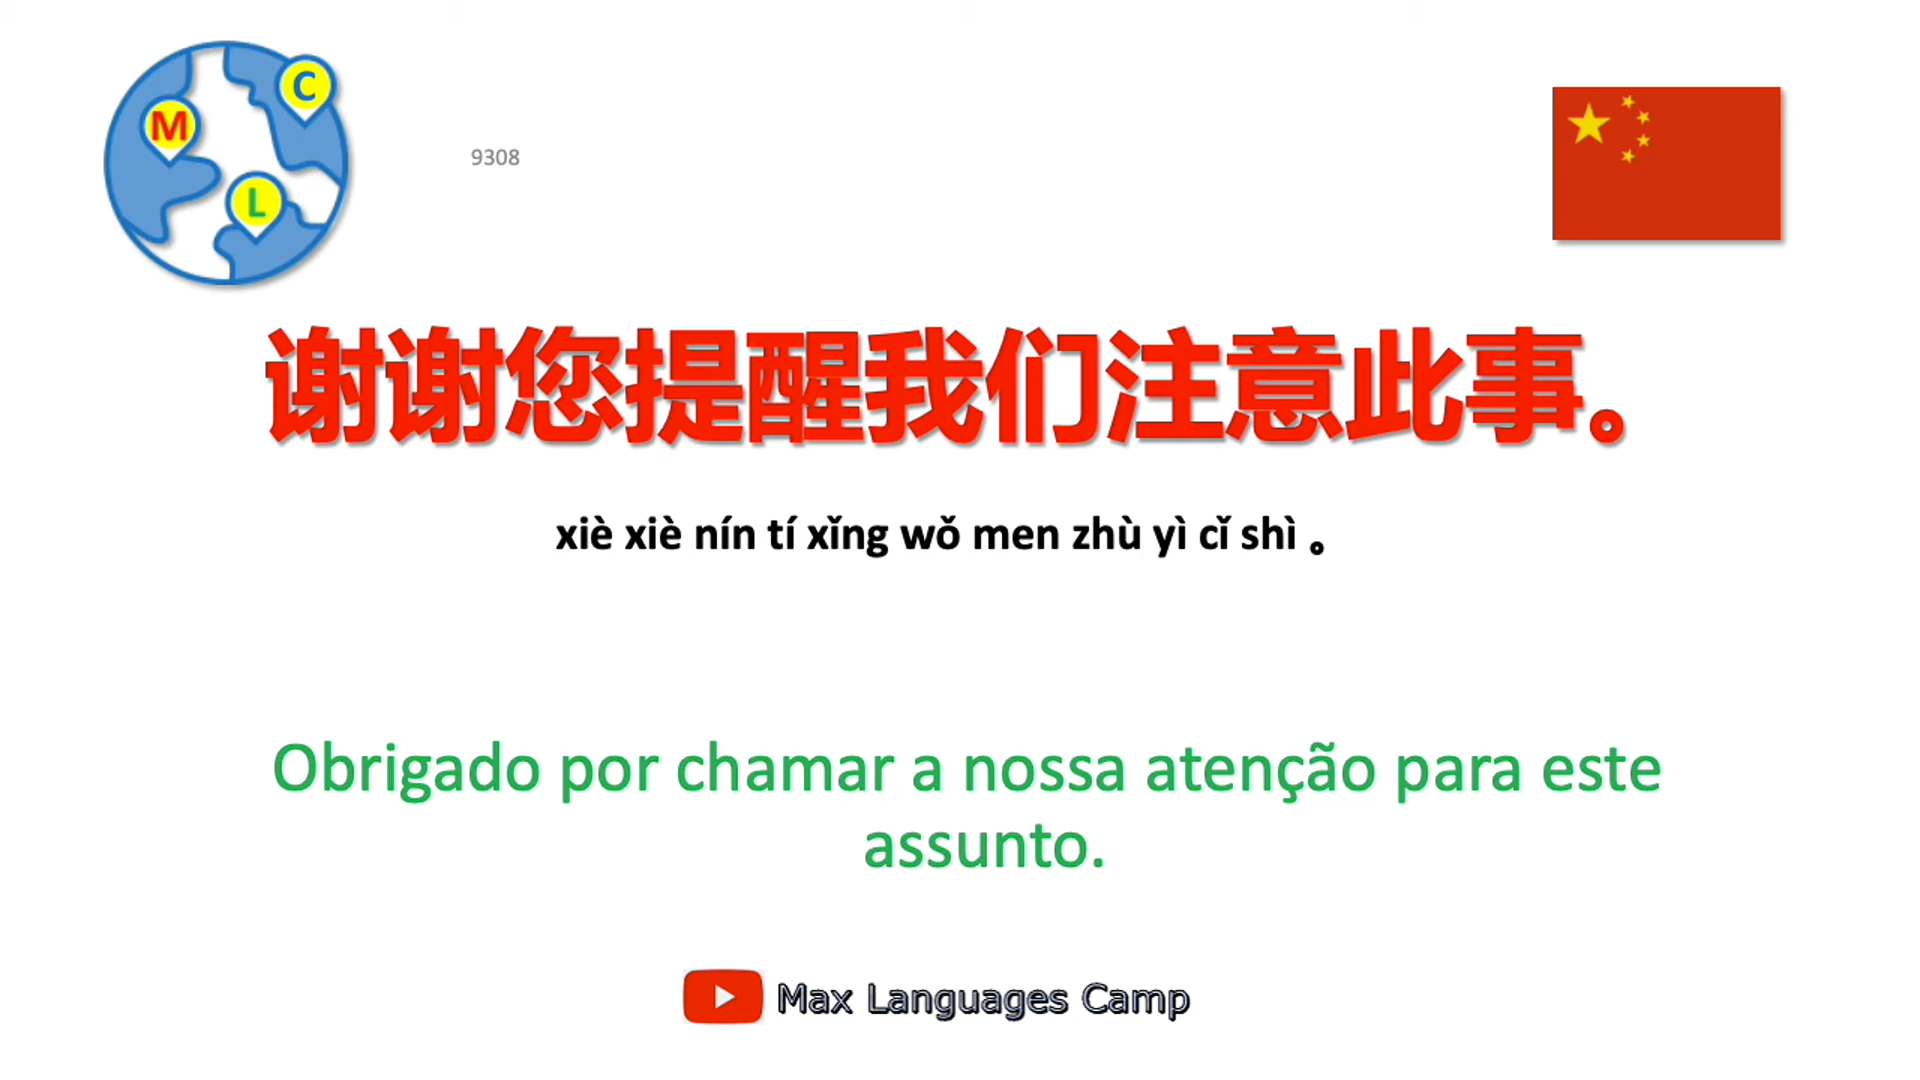 C
M
L
9308
谢谢您提醒我们注意此事。
xiè xiè nín tí xǐng wǒ men zhù yì cǐ shì 。
Obrigado por chamar a nossa atenção para este
assunto.
Max Languages Camp